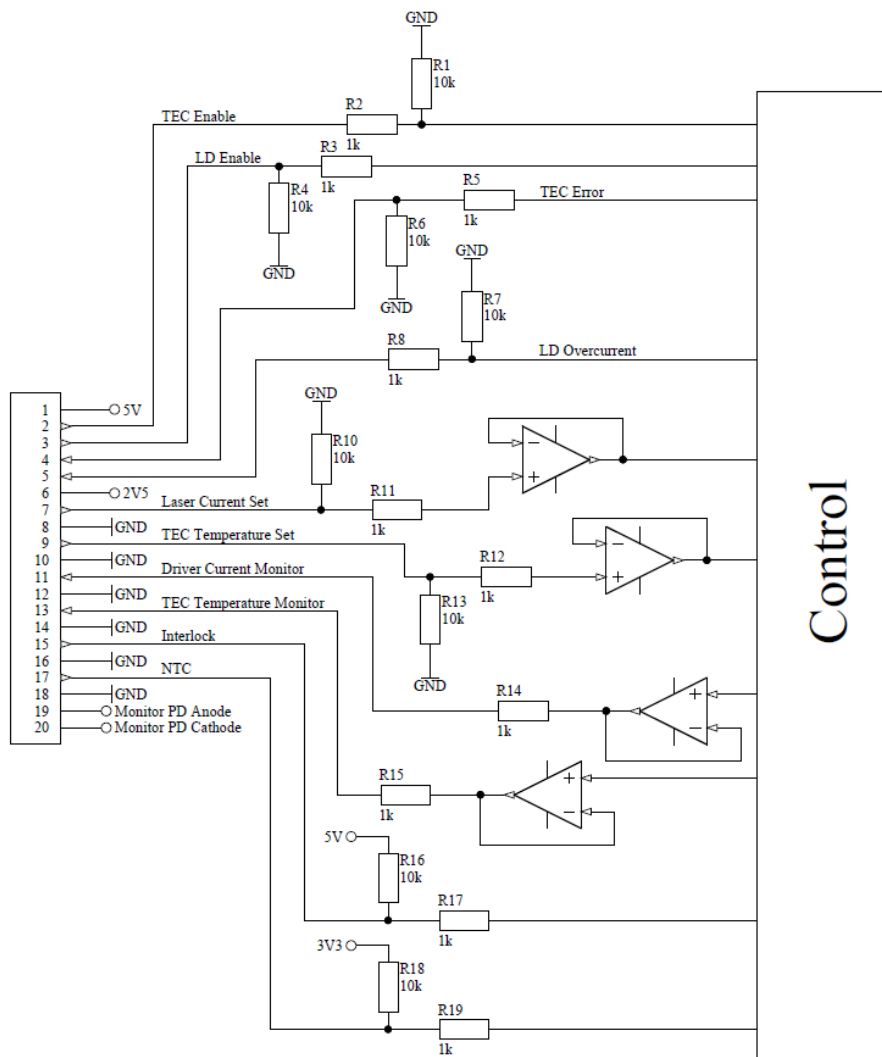 GND
R1
10k
R2
TEC Enable
1k
R3
LD Enable
1k
R4
10k
GND
R5
TEC Error
1k
R6
10k
GND
GND
R7
10k
R8
LD Overcurrent
1k
GND
R10
10k
1
5V
2
3
4
5
6
2V5
7
Laser Current Set
R11
1k
8
GND
9
TEC Temperature Set
R12
1k
10
GND
11
Driver Current Monitor
R13
10k
GND
12
GND
13
TEC Temperature Monitor
14
GND
15
Interlock
16
GND
17
NTC
18
GND
19
Monitor PD Anode
20
Monitor PD Cathode
−
+
−
+
R14
1k
+
−
R15
1k
+
−
5V
R16
10k
R17
1k
3V3
R18
10k
R19
1k
Control